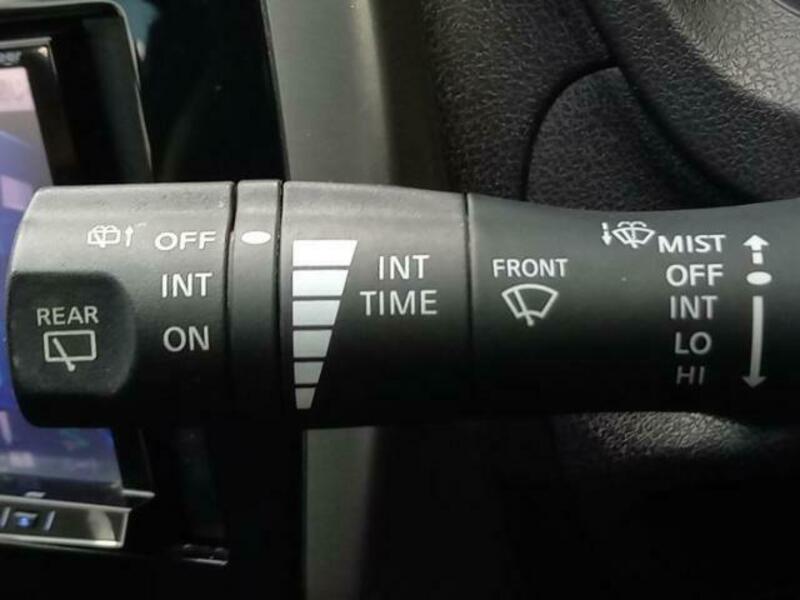 REAR
OFF
INT
ON
INT
TIME
FRONT
MIST
OFF
INT
LO
HI